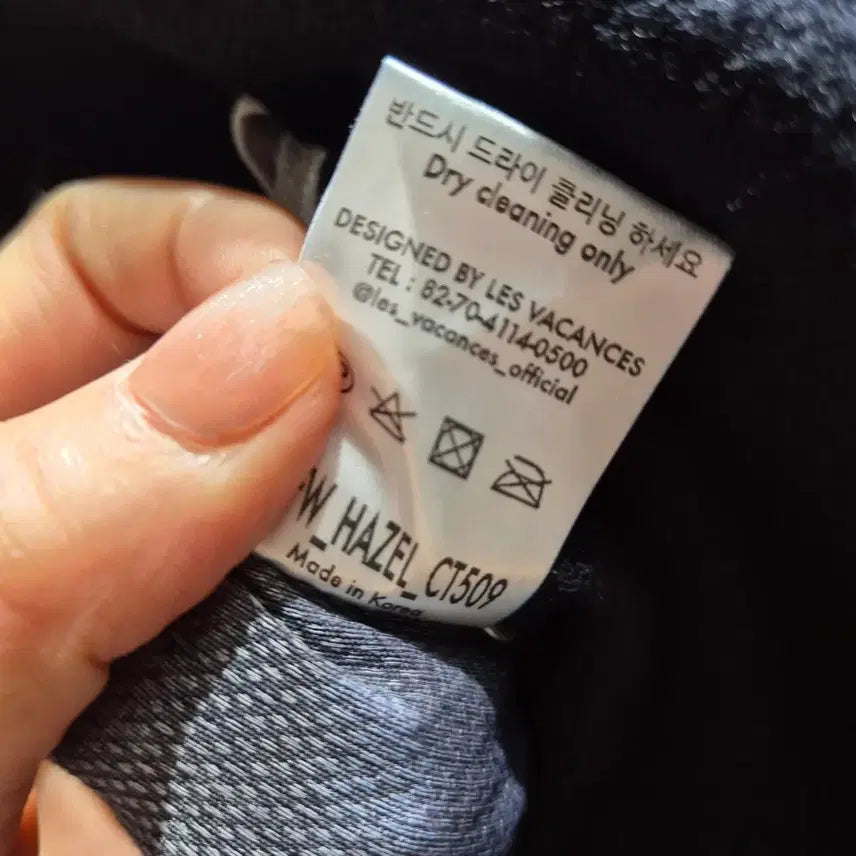 반드시 드라이 클리닝 하세요
Dry cleaning only
DESIGNED BY LES VACANCES
TEL : 82-70-4114-0500
@les_vacances_official
W_HAZEL_CT509
Made in Korea